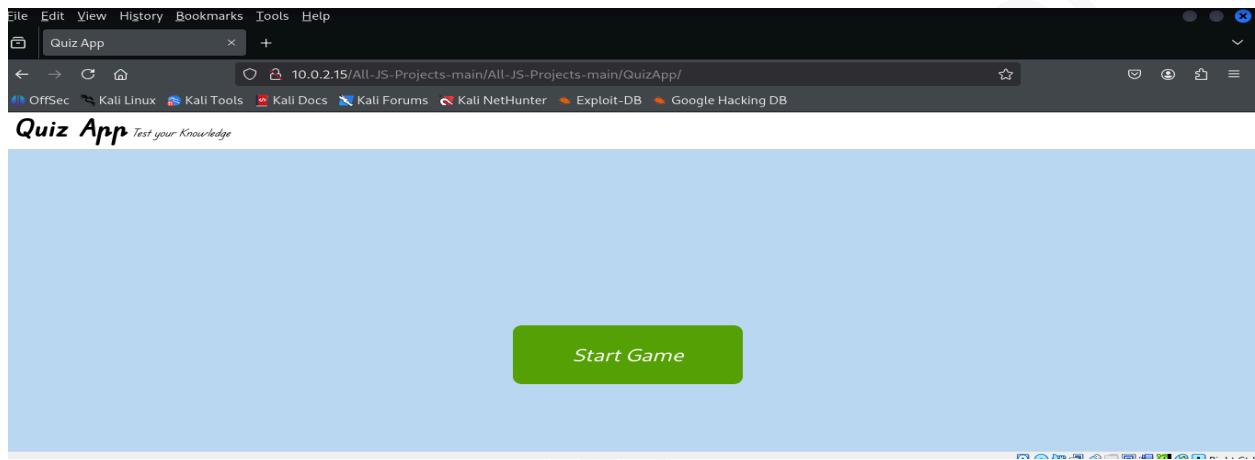 File Edit View History Bookmarks Tools Help
Quiz App
10.0.2.15/All-JS-Projects-main/All-JS-Projects-main/QuizApp/
OffSec Kali Linux Kali Tools Kali Docs Kali Forums Kali NetHunter Exploit-DB Google Hacking DB
Quiz App Test your Knowledge
Start Game